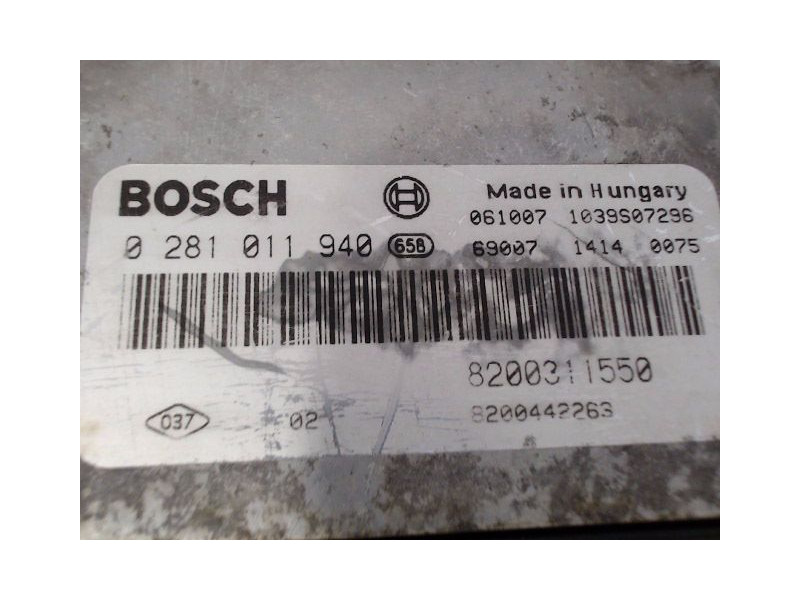 BOSCH
Made in Hungary
061007 1039S07296
0 281 011 940 658
69007 1414 0075
8200311550
037 02
8200442263